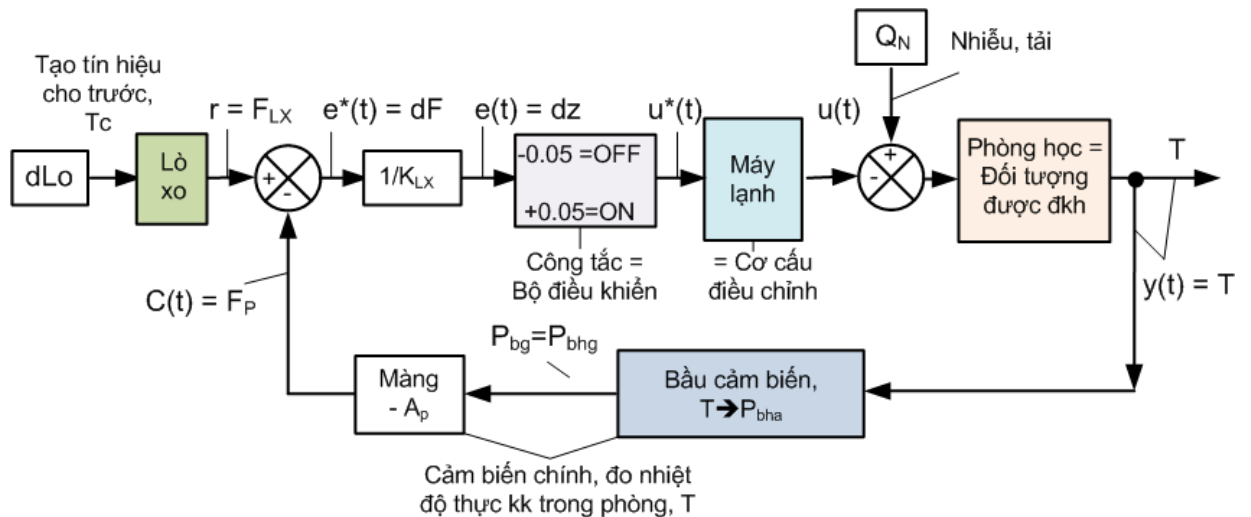 Q_N
Nhiễu, tải
Tạo tín hiệu
cho trước,
Tc
r = F_LX
e*(t) = dF
e(t) = dz
u*(t)
u(t)
dLo
Lò
xo
+
-
1/K_LX
-0.05 =OFF
+0.05=ON
Máy
lạnh
+
-
Phòng học =
Đối tượng
được đkh
T
Công tắc =
Bộ điều khiển
= Cơ cấu
điều chỉnh
y(t) = T
C(t) = F_P
P_bg=P_bhg
Màng
- A_p
Bầu cảm biến,
T➔P_bha
Cảm biến chính, đo nhiệt
độ thực kk trong phòng, T